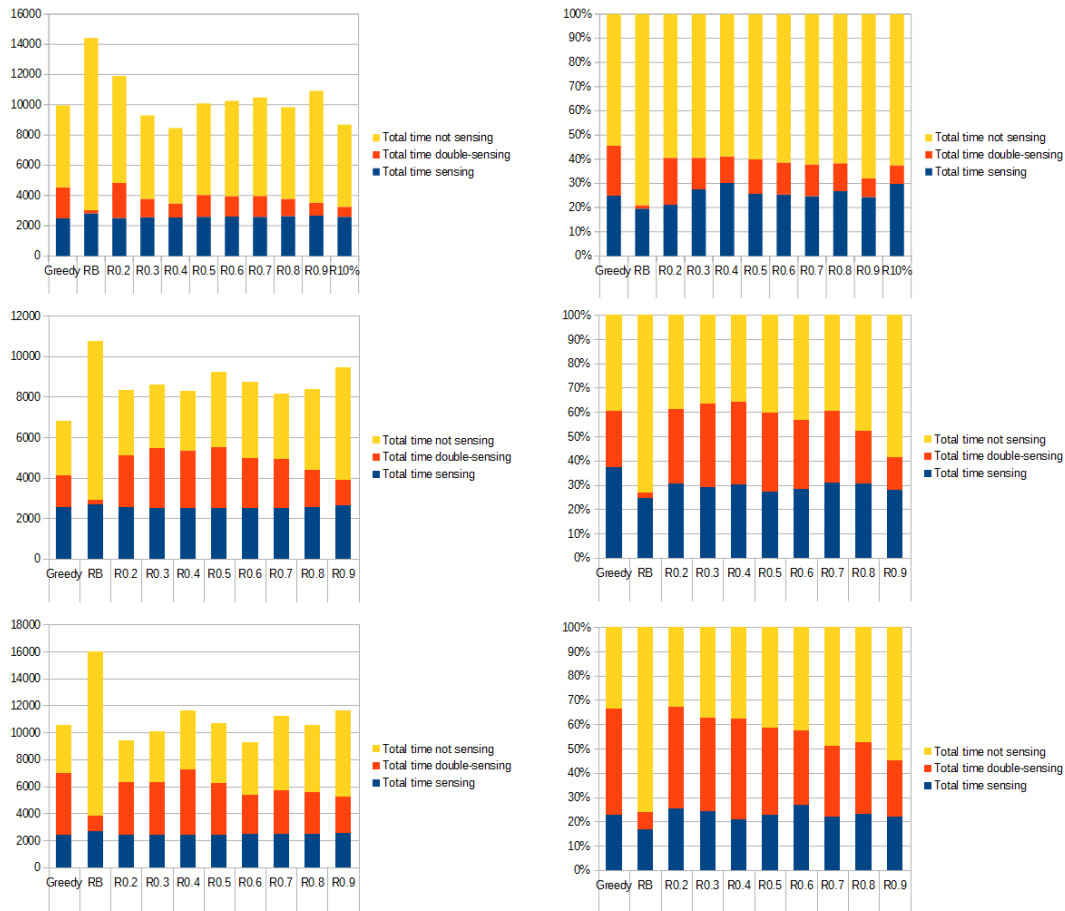 16000
14000
12000
10000
8000
6000
4000
2000
0
Greedy RB R0.2 R0.3 R0.4 R0.5 R0.6 R0.7 R0.8 R0.9 R10%
Total time not sensing
Total time double-sensing
Total time sensing
100%
90%
80%
70%
60%
50%
40%
30%
20%
10%
0%
Greedy RB R0.2 R0.3 R0.4 R0.5 R0.6 R0.7 R0.8 R0.9 R10%
Total time not sensing
Total time double-sensing
Total time sensing
12000
10000
8000
6000
4000
2000
0
Greedy RB R0.2 R0.3 R0.4 R0.5 R0.6 R0.7 R0.8 R0.9
Total time not sensing
Total time double-sensing
Total time sensing
100%
90%
80%
70%
60%
50%
40%
30%
20%
10%
0%
Greedy RB R0.2 R0.3 R0.4 R0.5 R0.6 R0.7 R0.8 R0.9
Total time not sensing
Total time double-sensing
Total time sensing
18000
16000
14000
12000
10000
8000
6000
4000
2000
0
Greedy RB R0.2 R0.3 R0.4 R0.5 R0.6 R0.7 R0.8 R0.9
Total time not sensing
Total time double-sensing
Total time sensing
100%
90%
80%
70%
60%
50%
40%
30%
20%
10%
0%
Greedy RB R0.2 R0.3 R0.4 R0.5 R0.6 R0.7 R0.8 R0.9
Total time not sensing
Total time double-sensing
Total time sensing